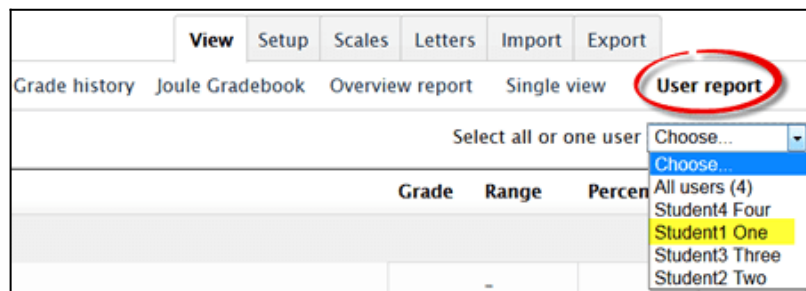 View Setup Scales Letters Import Export
Grade history Joule Gradebook Overview report Single view User report
Select all or one user Choose...
Choose...
All users (4)
Grade Range Percen
Student4 Four
Student1 One
Student3 Three
Student2 Two
-